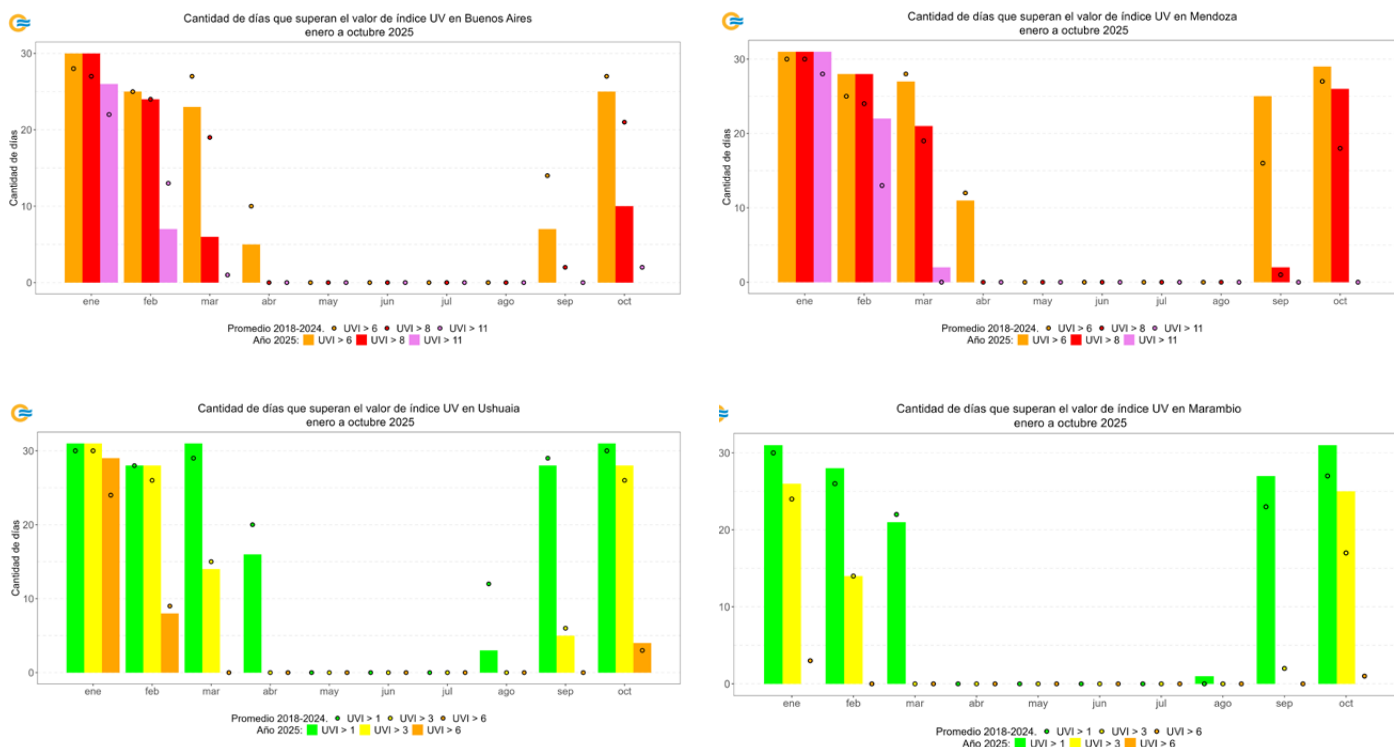 Cantidad de días que superan el valor de índice UV en Buenos Aires
enero a octubre 2025
Cantidad de días
30
20
10
0
ene feb mar abr may jun jul ago sep oct
Promedio 2018-2024. UVI > 6 UVI > 8 UVI > 11
Año 2025: UVI > 6 UVI > 8 UVI > 11
Cantidad de días que superan el valor de índice UV en Mendoza
enero a octubre 2025
30
20
10
0
ene feb mar abr may jun jul ago sep oct
Promedio 2018-2024. UVI > 6 UVI > 8 UVI > 11
Año 2025: UVI > 6 UVI > 8 UVI > 11
Cantidad de días que superan el valor de índice UV en Ushuaia
enero a octubre 2025
Cantidad de días
30
20
10
0
ene feb mar abr may jun jul ago sep oct
Promedio 2018-2024. UVI > 1 UVI > 3 UVI > 6
Año 2025: UVI > 1 UVI > 3 UVI > 6
Cantidad de días que superan el valor de índice UV en Marambio
enero a octubre 2025
30
20
10
0
ene feb mar abr may jun jul ago sep oct
Promedio 2018-2024. UVI > 1 UVI > 3 UVI > 6
Año 2025: UVI > 1 UVI > 3 UVI > 6